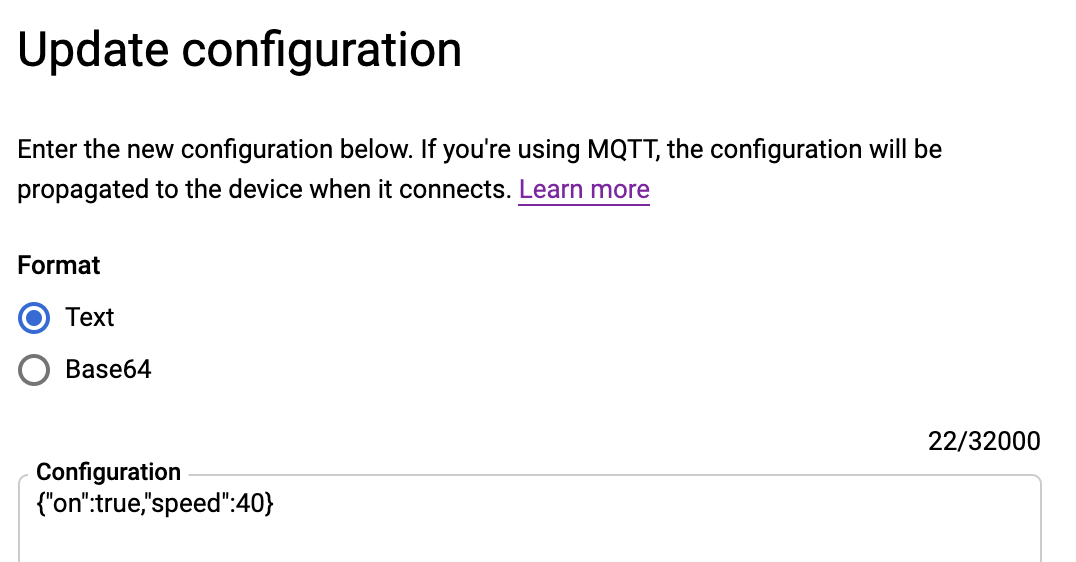 Update configuration
Enter the new configuration below. If you're using MQTT, the configuration will be
propagated to the device when it connects. Learn more
Format
Text
Base64
22/32000
Configuration
{"on":true,"speed":40}